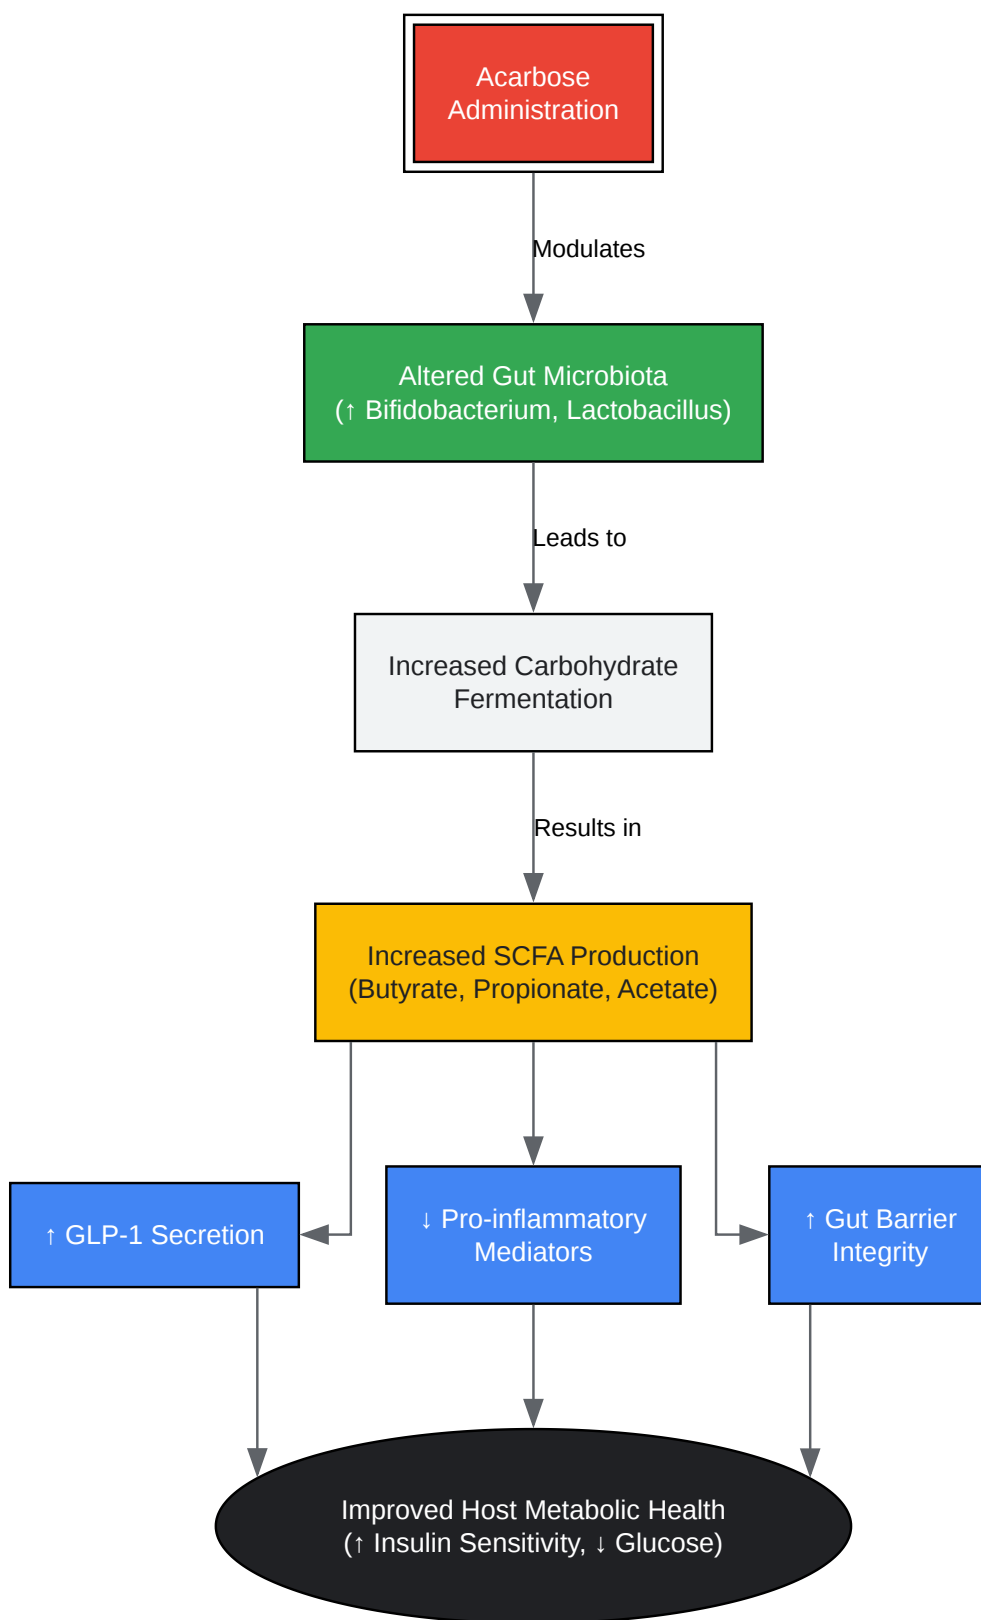 Acarbose
Administration
Modulates
Altered Gut Microbiota
(↑ Bifidobacterium, Lactobacillus)
Leads to
Increased Carbohydrate
Fermentation
Results in
Increased SCFA Production
(Butyrate, Propionate, Acetate)
↑ GLP-1 Secretion
↓ Pro-inflammatory
Mediators
↑ Gut Barrier
Integrity
Improved Host Metabolic Health
(↑ Insulin Sensitivity, ↓ Glucose)